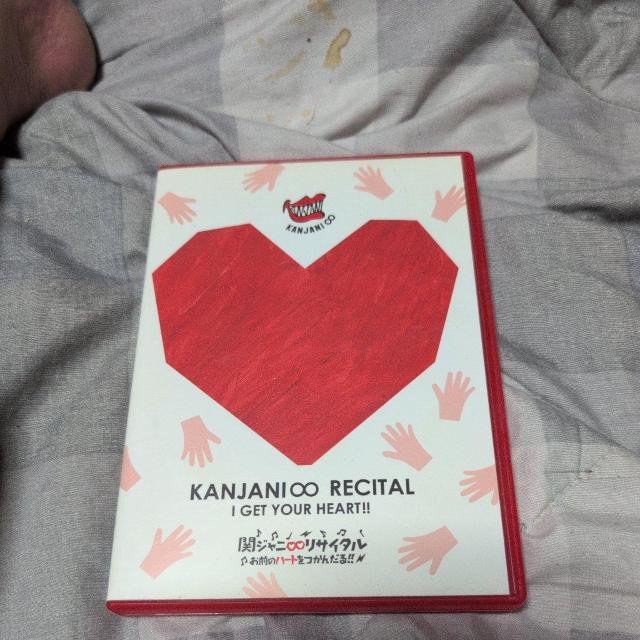 KANJANI∞
KANJANI∞ RECITAL
I GET YOUR HEART!!
関ジャニ∞リサイタル
お前のハートをつかんだる!!